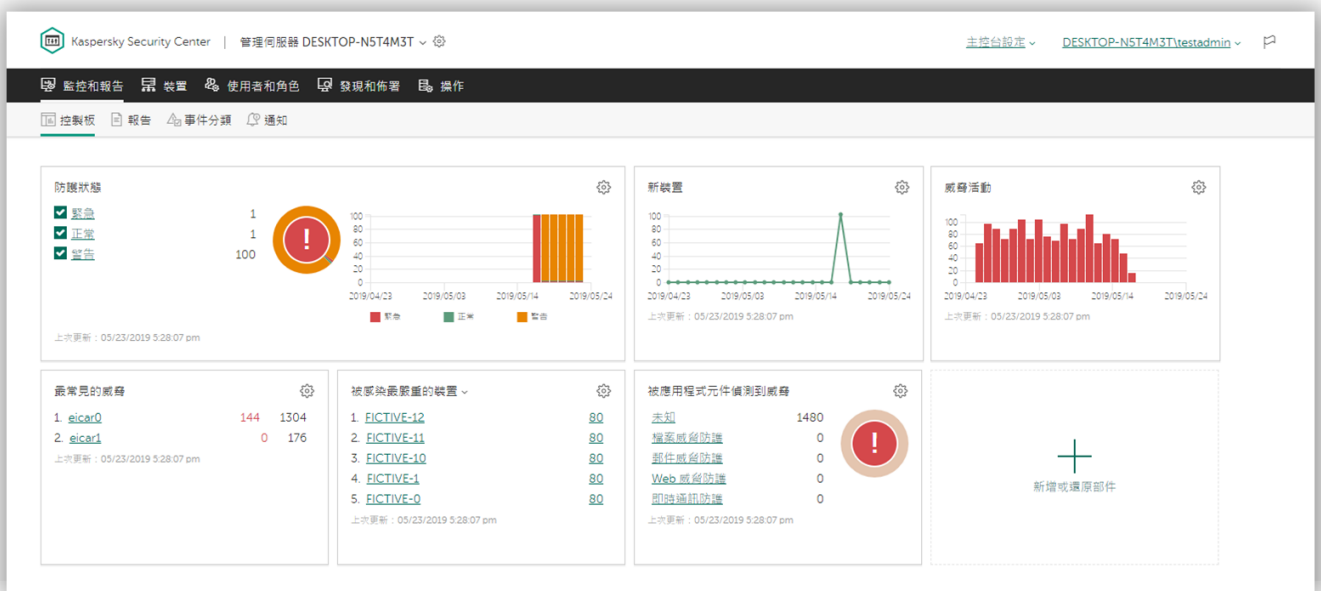 Kaspersky Security Center | 管理伺服器 DESKTOP-N5T4M3T
主控台設定 DESKTOP-N5T4M3T\testadmin
監控和報告 裝置 使用者和角色 發現和佈署 操作
控製板 報告 事件分類 通知
防護狀態
緊急 1
正常 1
警告 100
100
80
60
40
20
0
2019/04/23 2019/05/03 2019/05/14 2019/05/24
緊急 正常 警告
上次更新：05/23/2019 5:28:07 pm
新裝置
100
80
60
40
20
0
2019/04/23 2019/05/03 2019/05/14 2019/05/24
上次更新：05/23/2019 5:28:07 pm
威脅活動
100
80
60
40
20
0
2019/04/23 2019/05/03 2019/05/14 2019/05/24
上次更新：05/23/2019 5:28:07 pm
最常見的威脅
1. eicar0 144 1304
2. eicar1 0 176
上次更新：05/23/2019 5:28:07 pm
被感染最嚴重的裝置
1. FICTIVE-12 80
2. FICTIVE-11 80
3. FICTIVE-10 80
4. FICTIVE-1 80
5. FICTIVE-0 80
上次更新：05/23/2019 5:28:07 pm
被應用程式元件偵測到威脅
未知 1480
檔案威脅防護 0
郵件威脅防護 0
Web 威脅防護 0
即時通訊防護 0
上次更新：05/23/2019 5:28:07 pm
新增或還原部件